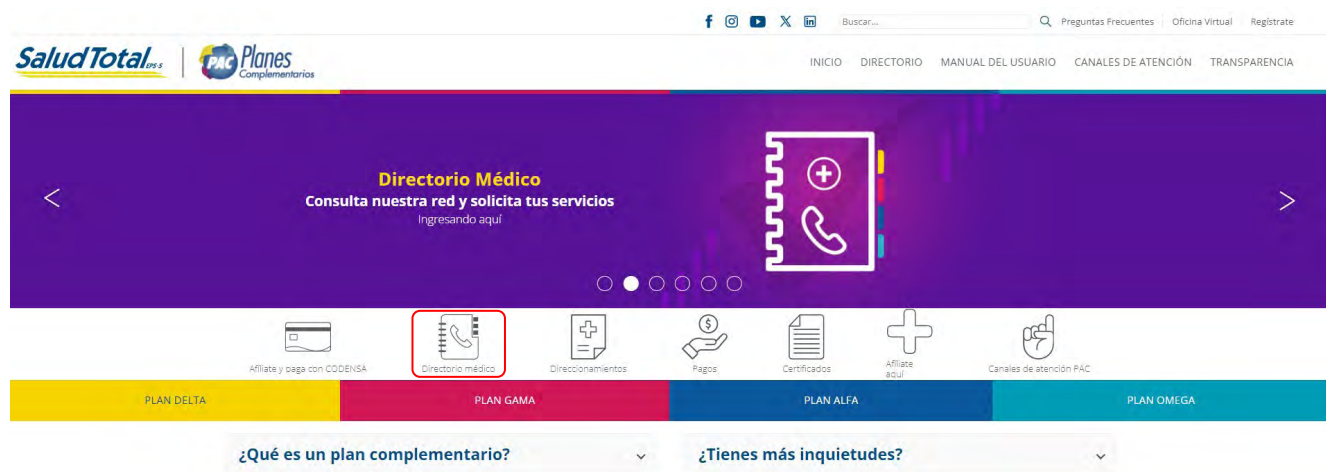 Buscar...
Preguntas Frecuentes
Oficina Virtual
Regístrate
Salud Total EPS-S
PAC Planes
Complementarios
INICIO
DIRECTORIO
MANUAL DEL USUARIO
CANALES DE ATENCIÓN
TRANSPARENCIA
Directorio Médico
Consulta nuestra red y solicita tus servicios
Ingresando aquí
Afíliate y paga con CODENSA
Directorio médico
Direccionamientos
Pagos
Certificados
Afíliate
aquí
Canales de atención PAC
PLAN DELTA
PLAN GAMA
PLAN ALFA
PLAN OMEGA
¿Qué es un plan complementario?
¿Tienes más inquietudes?